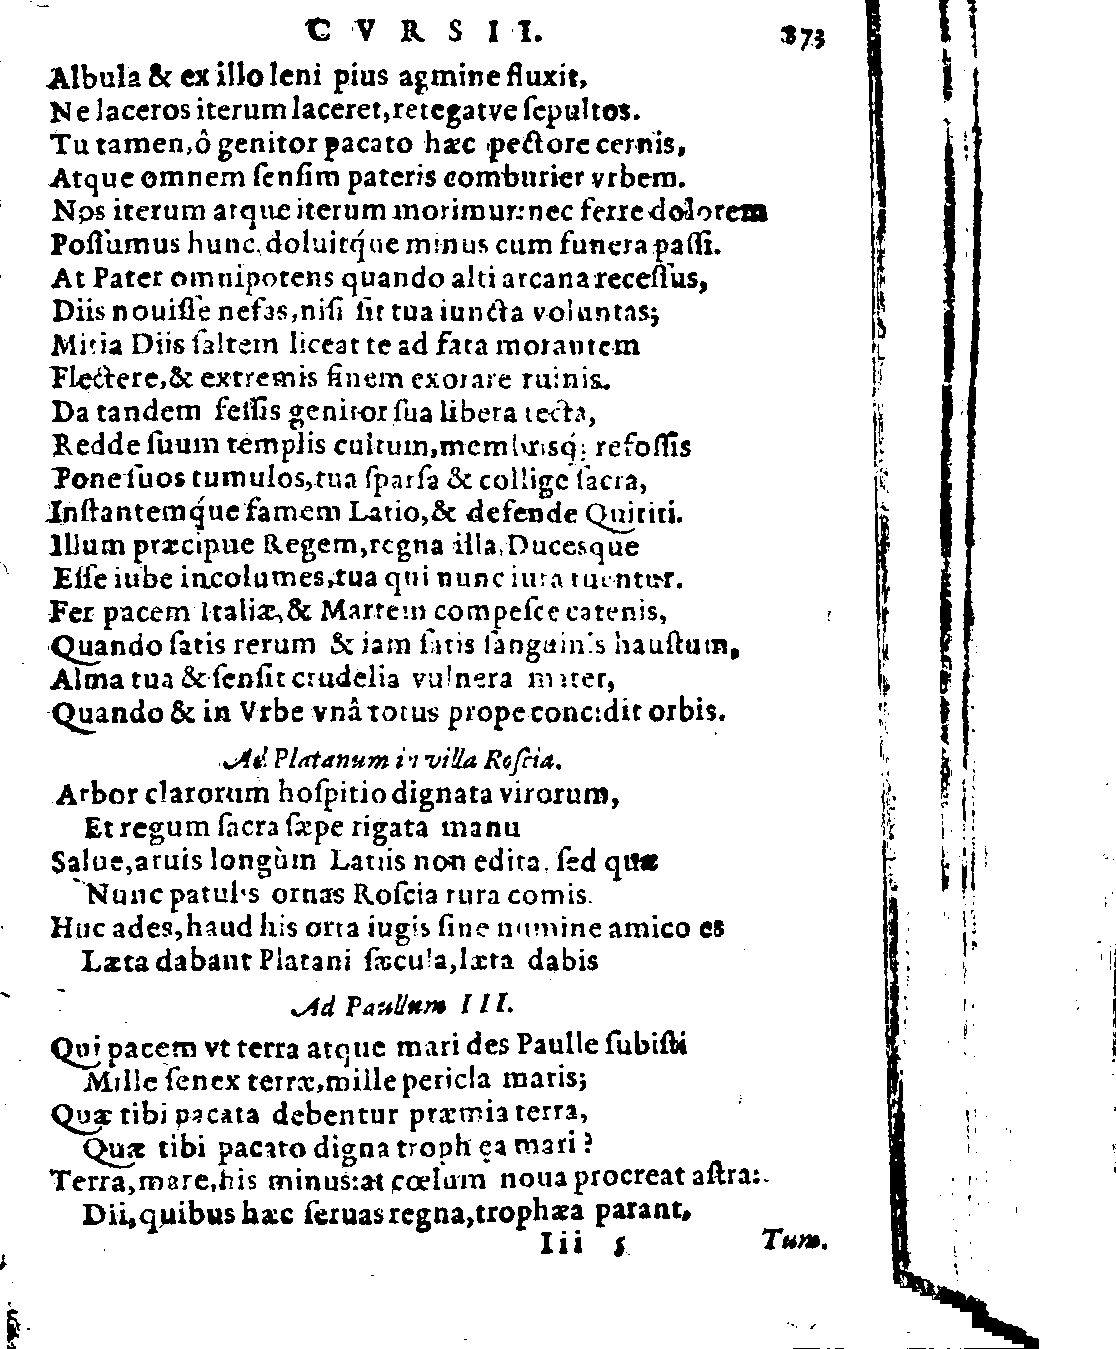 CVRSII. 873
Albula & ex illo leni pius agmine fluxit,
Ne laceros iterum laceret, retegatve ſepultos.
Tu tamen, ô genitor pacato hæc pectore cernis,
Atque omnem ſenſim pateris comburier vrbem.
Nos iterum atque iterum morimur: nec ferre dolorem
Poſſumus hunc, doluitq́ue minus cum funera paſſi.
At Pater omnipotens quando alti arcana receſſus,
Diis nouiſſe nefas, niſi ſit tua iuncta voluntas;
Mitia Diis ſaltem liceat te ad fata morantem
Flectere, & extremis finem exorare ruinis.
Da tandem feſſis genitor ſua libera tecta,
Redde ſuum templis cultum, membrisq́; refoſſis
Pone ſuos tumulos, tua ſparſa & collige ſacra,
Inſtantemq́ue famem Latio, & defende Quiriti.
Illum præcipue Regem, regna illa, Ducesque
Eſſe iube incolumes, tua qui nunc iura tuentur.
Fer pacem Italiæ, & Martem compeſce catenis,
Quando ſatis rerum & iam ſatis ſanguinis hauſtum,
Alma tua & ſenſit crudelia vulnera mater,
Quando & in Vrbe vnâ totus prope concidit orbis.
Ad Platanum in villa Roſcia.
Arbor clarorum hoſpitio dignata virorum,
Et regum ſacra ſæpe rigata manu
Salue, aruis longùm Latiis non edita, ſed quæ
Nunc patulis ornas Roſcia rura comis.
Huc ades, haud his orta iugis ſine numine amico es
Læta dabant Platani ſæcula, læta dabis
Ad Paullum III.
Qui pacem vt terra atque mari des Paulle ſubiſti
Mille ſenex terræ, mille pericla maris;
Quæ tibi pacata debentur præmia terra,
Quæ tibi pacato digna trophęa mari?
Terra, mare, his minus: at cœlum noua procreat aſtra:
Dii, quibus hæc ſeruas regna, trophæa parant,
Iii 5 Tum.